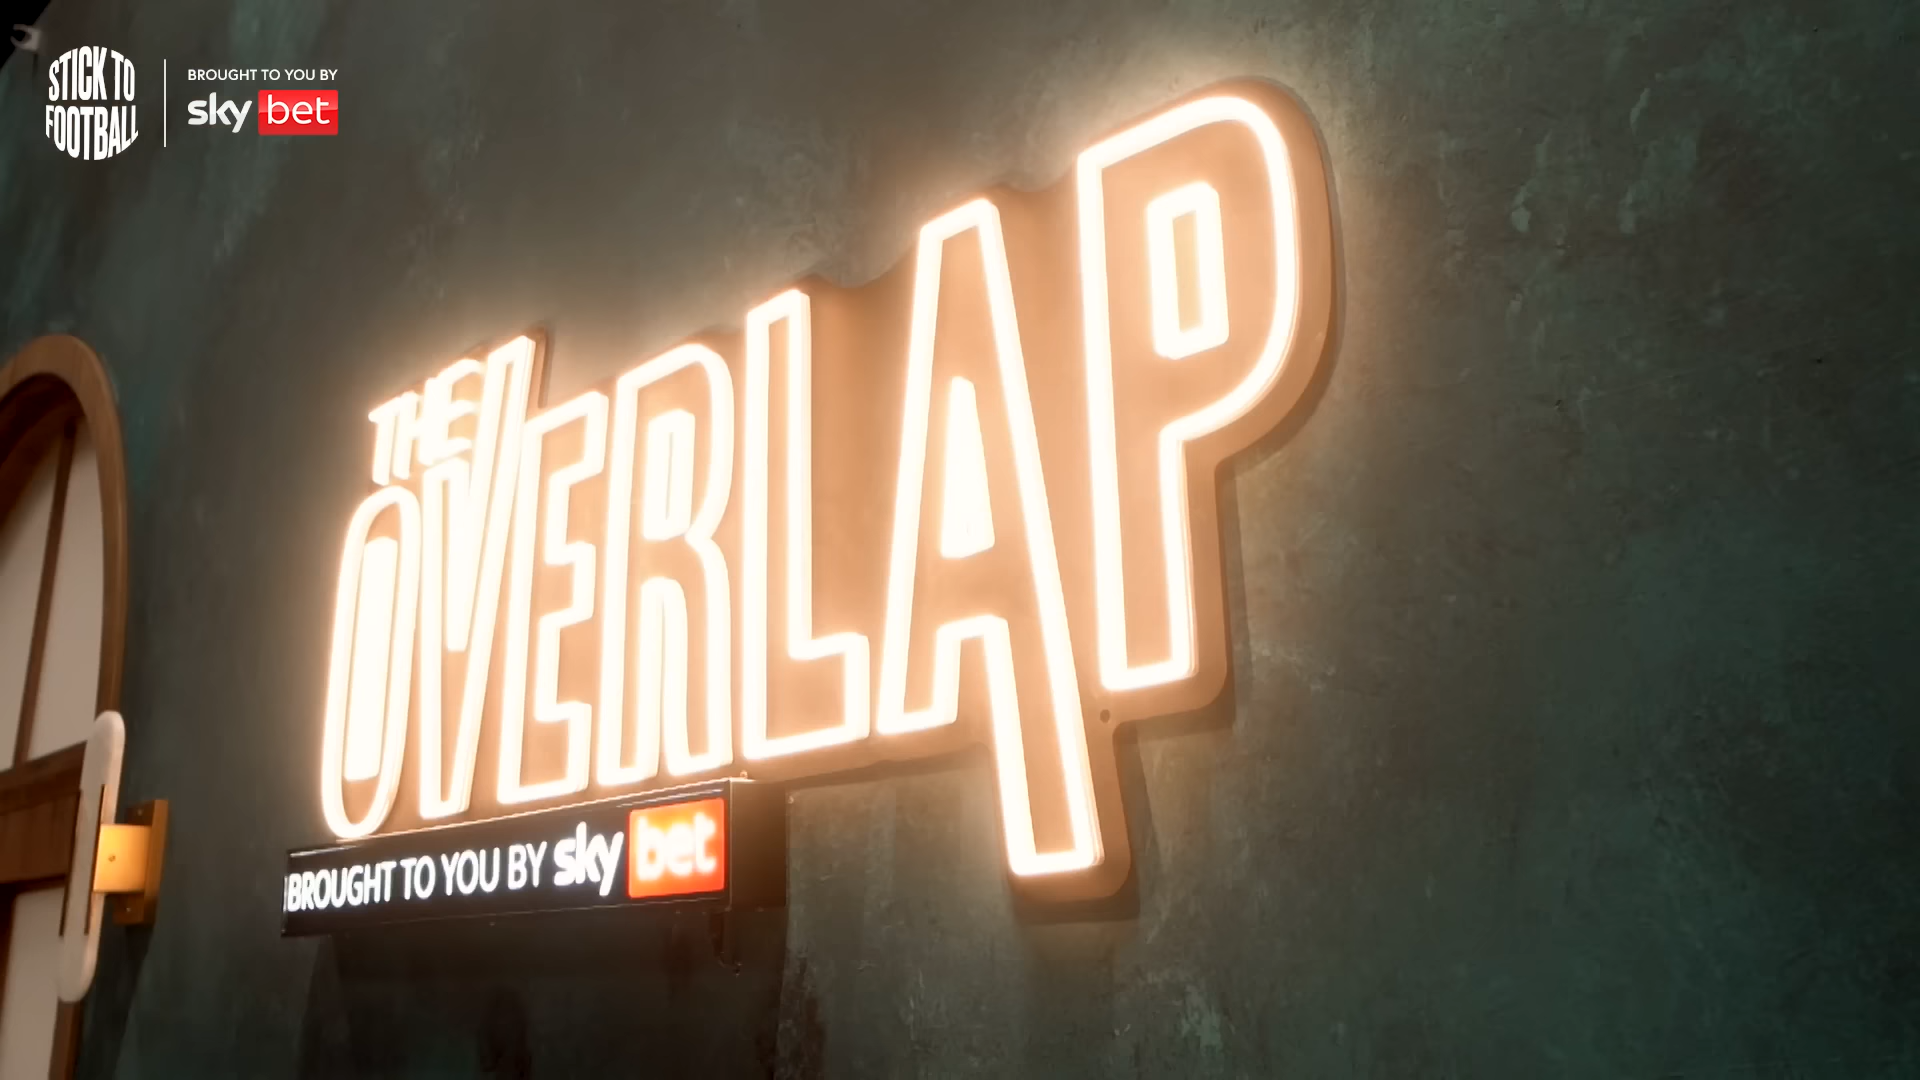 STICK TO
FOOTBALL
BROUGHT TO YOU BY
sky bet
THE
OVERLAP
BROUGHT TO YOU BY sky bet